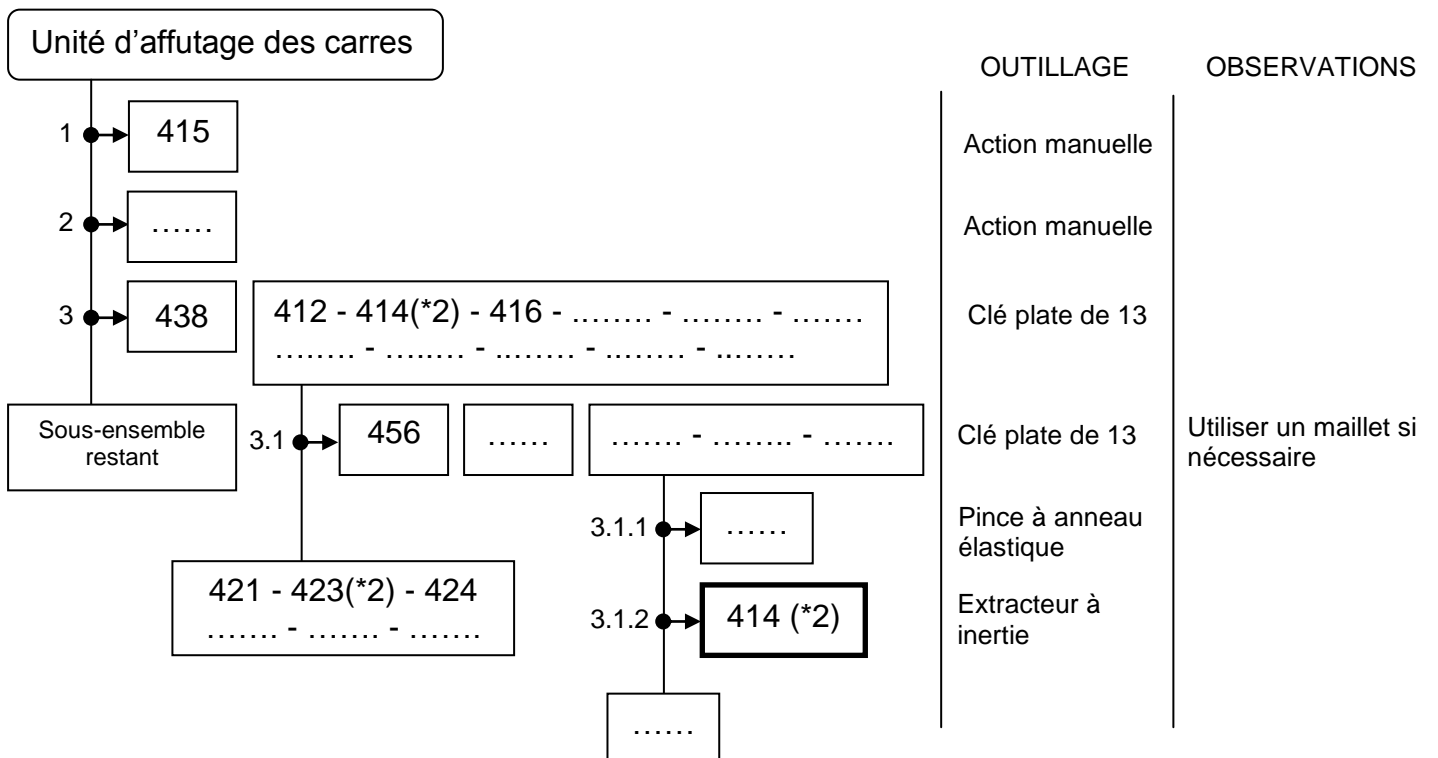 Unité d’affutage des carres
OUTILLAGE OBSERVATIONS
1 415 Action manuelle
2 …… Action manuelle
3 438 412 - 414(*2) - 416 - …….. - …….. - ……. Clé plate de 13
…..…. - …..…. - …..…. - …..…. - …..….
Sous-ensemble
restant
3.1 456 …… ……. - …….. - ……. Clé plate de 13 Utiliser un maillet si
nécessaire
3.1.1 …… Pince à anneau
élastique
421 - 423(*2) - 424
……. - ……. - …….
3.1.2 414 (*2) Extracteur à
inertie
……